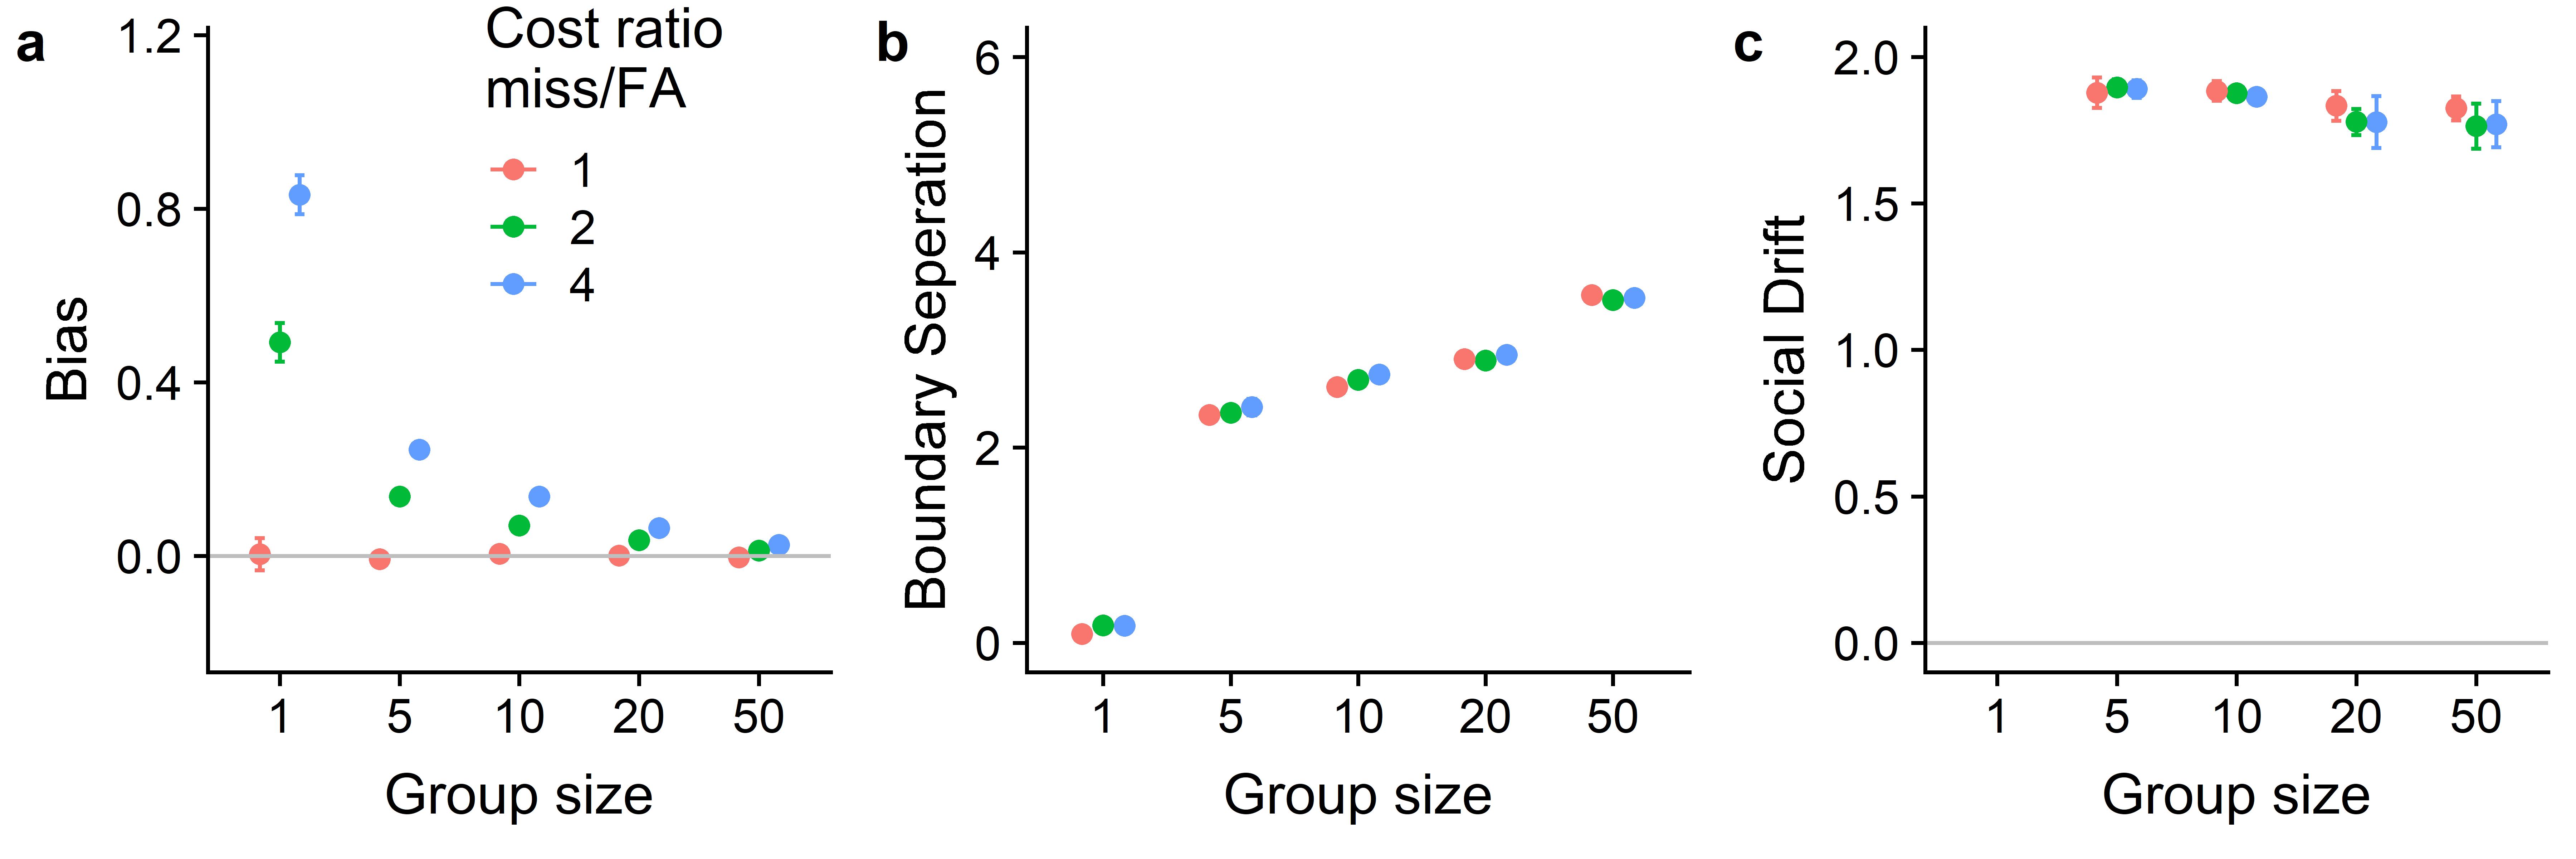 a
Bias
1.2
0.8
0.4
0.0
Cost ratio
miss/FA
1
2
4
1 5 10 20 50
Group size
b
Boundary Seperation
6
4
2
0
1 5 10 20 50
Group size
c
Social Drift
2.0
1.5
1.0
0.5
0.0
1 5 10 20 50
Group size